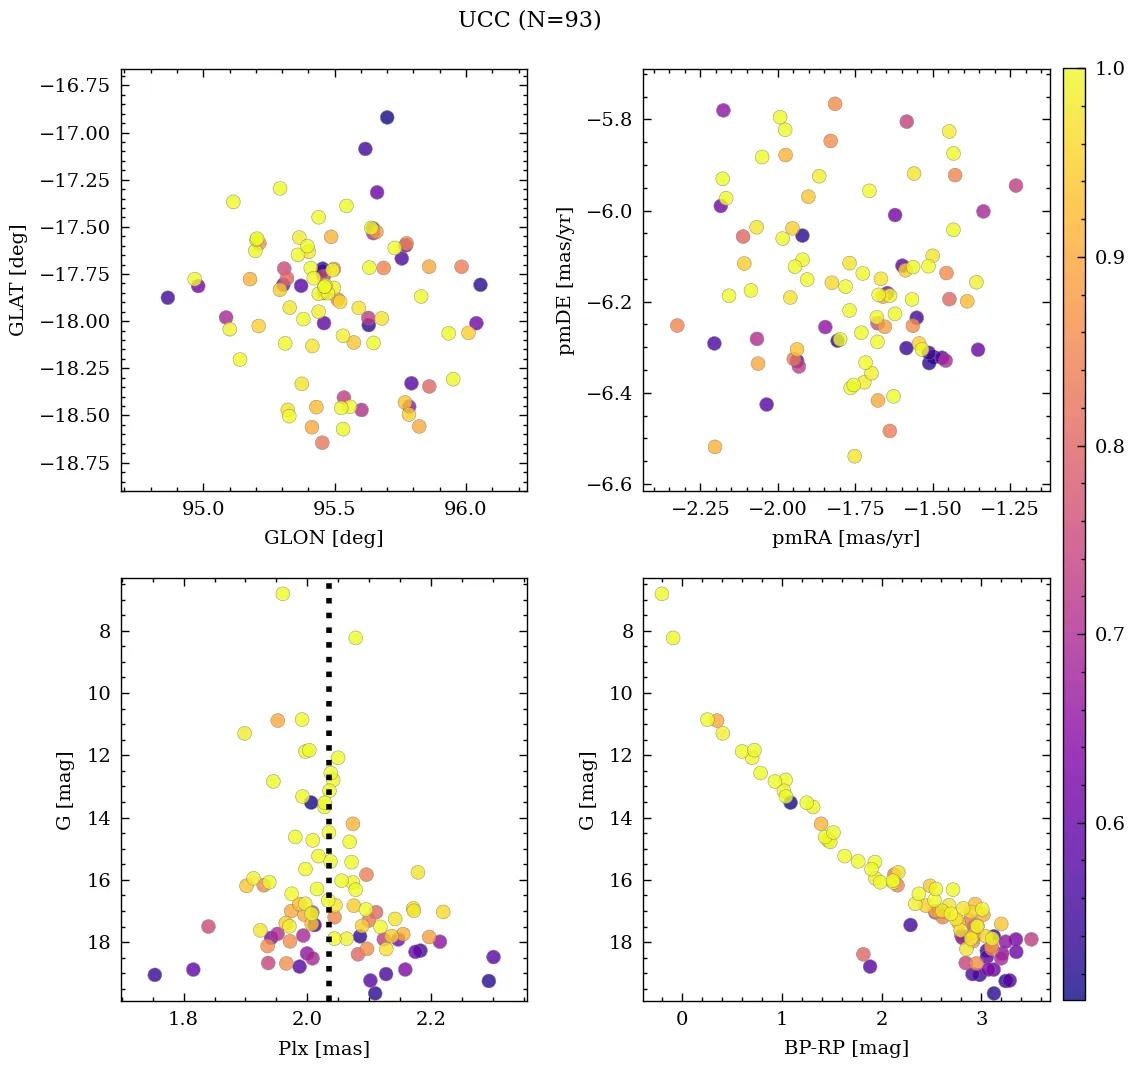 UCC (N=93)
−16.75
−17.00
−17.25
−17.50
−17.75
−18.00
−18.25
−18.50
−18.75
GLAT [deg]
95.0 95.5 96.0
GLON [deg]
−5.8
−6.0
−6.2
−6.4
−6.6
pmDE [mas/yr]
−2.25 −2.00 −1.75 −1.50 −1.25
pmRA [mas/yr]
8
10
12
14
16
18
G [mag]
1.8 2.0 2.2
Plx [mas]
8
10
12
14
16
18
G [mag]
0 1 2 3
BP-RP [mag]
1.0
0.9
0.8
0.7
0.6